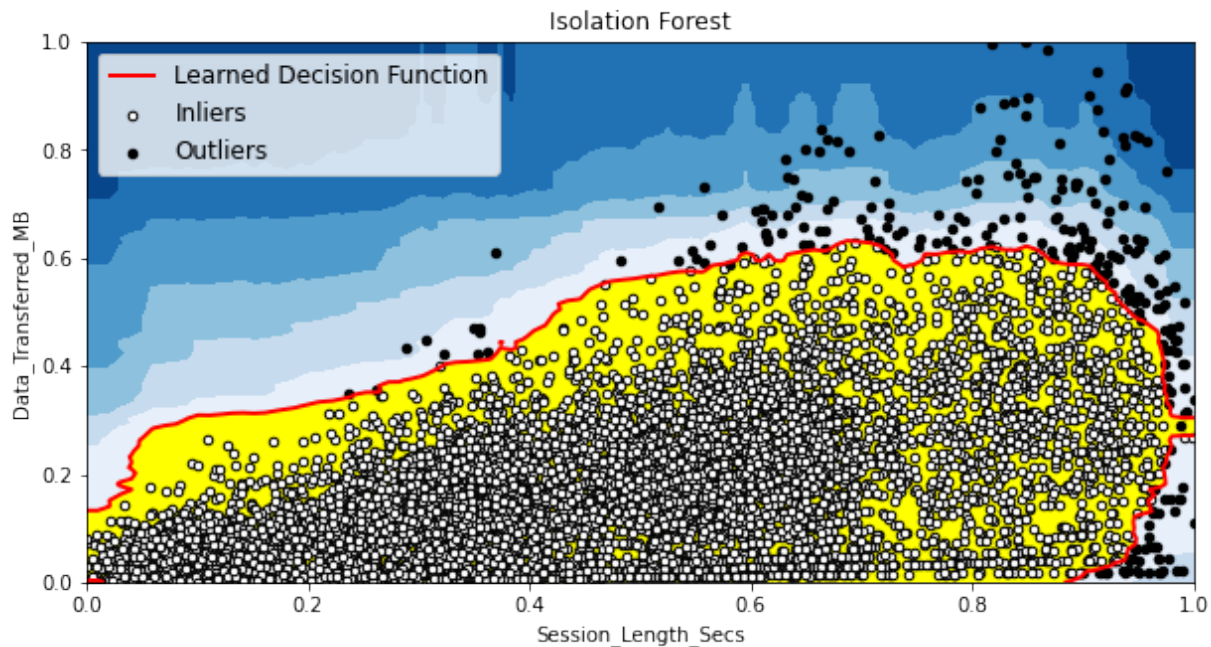 Isolation Forest
1.0
0.8
0.6
0.4
0.2
0.0
Data_Transferred_MB
Learned Decision Function
Inliers
Outliers
0.0 0.2 0.4 0.6 0.8 1.0
Session_Length_Secs